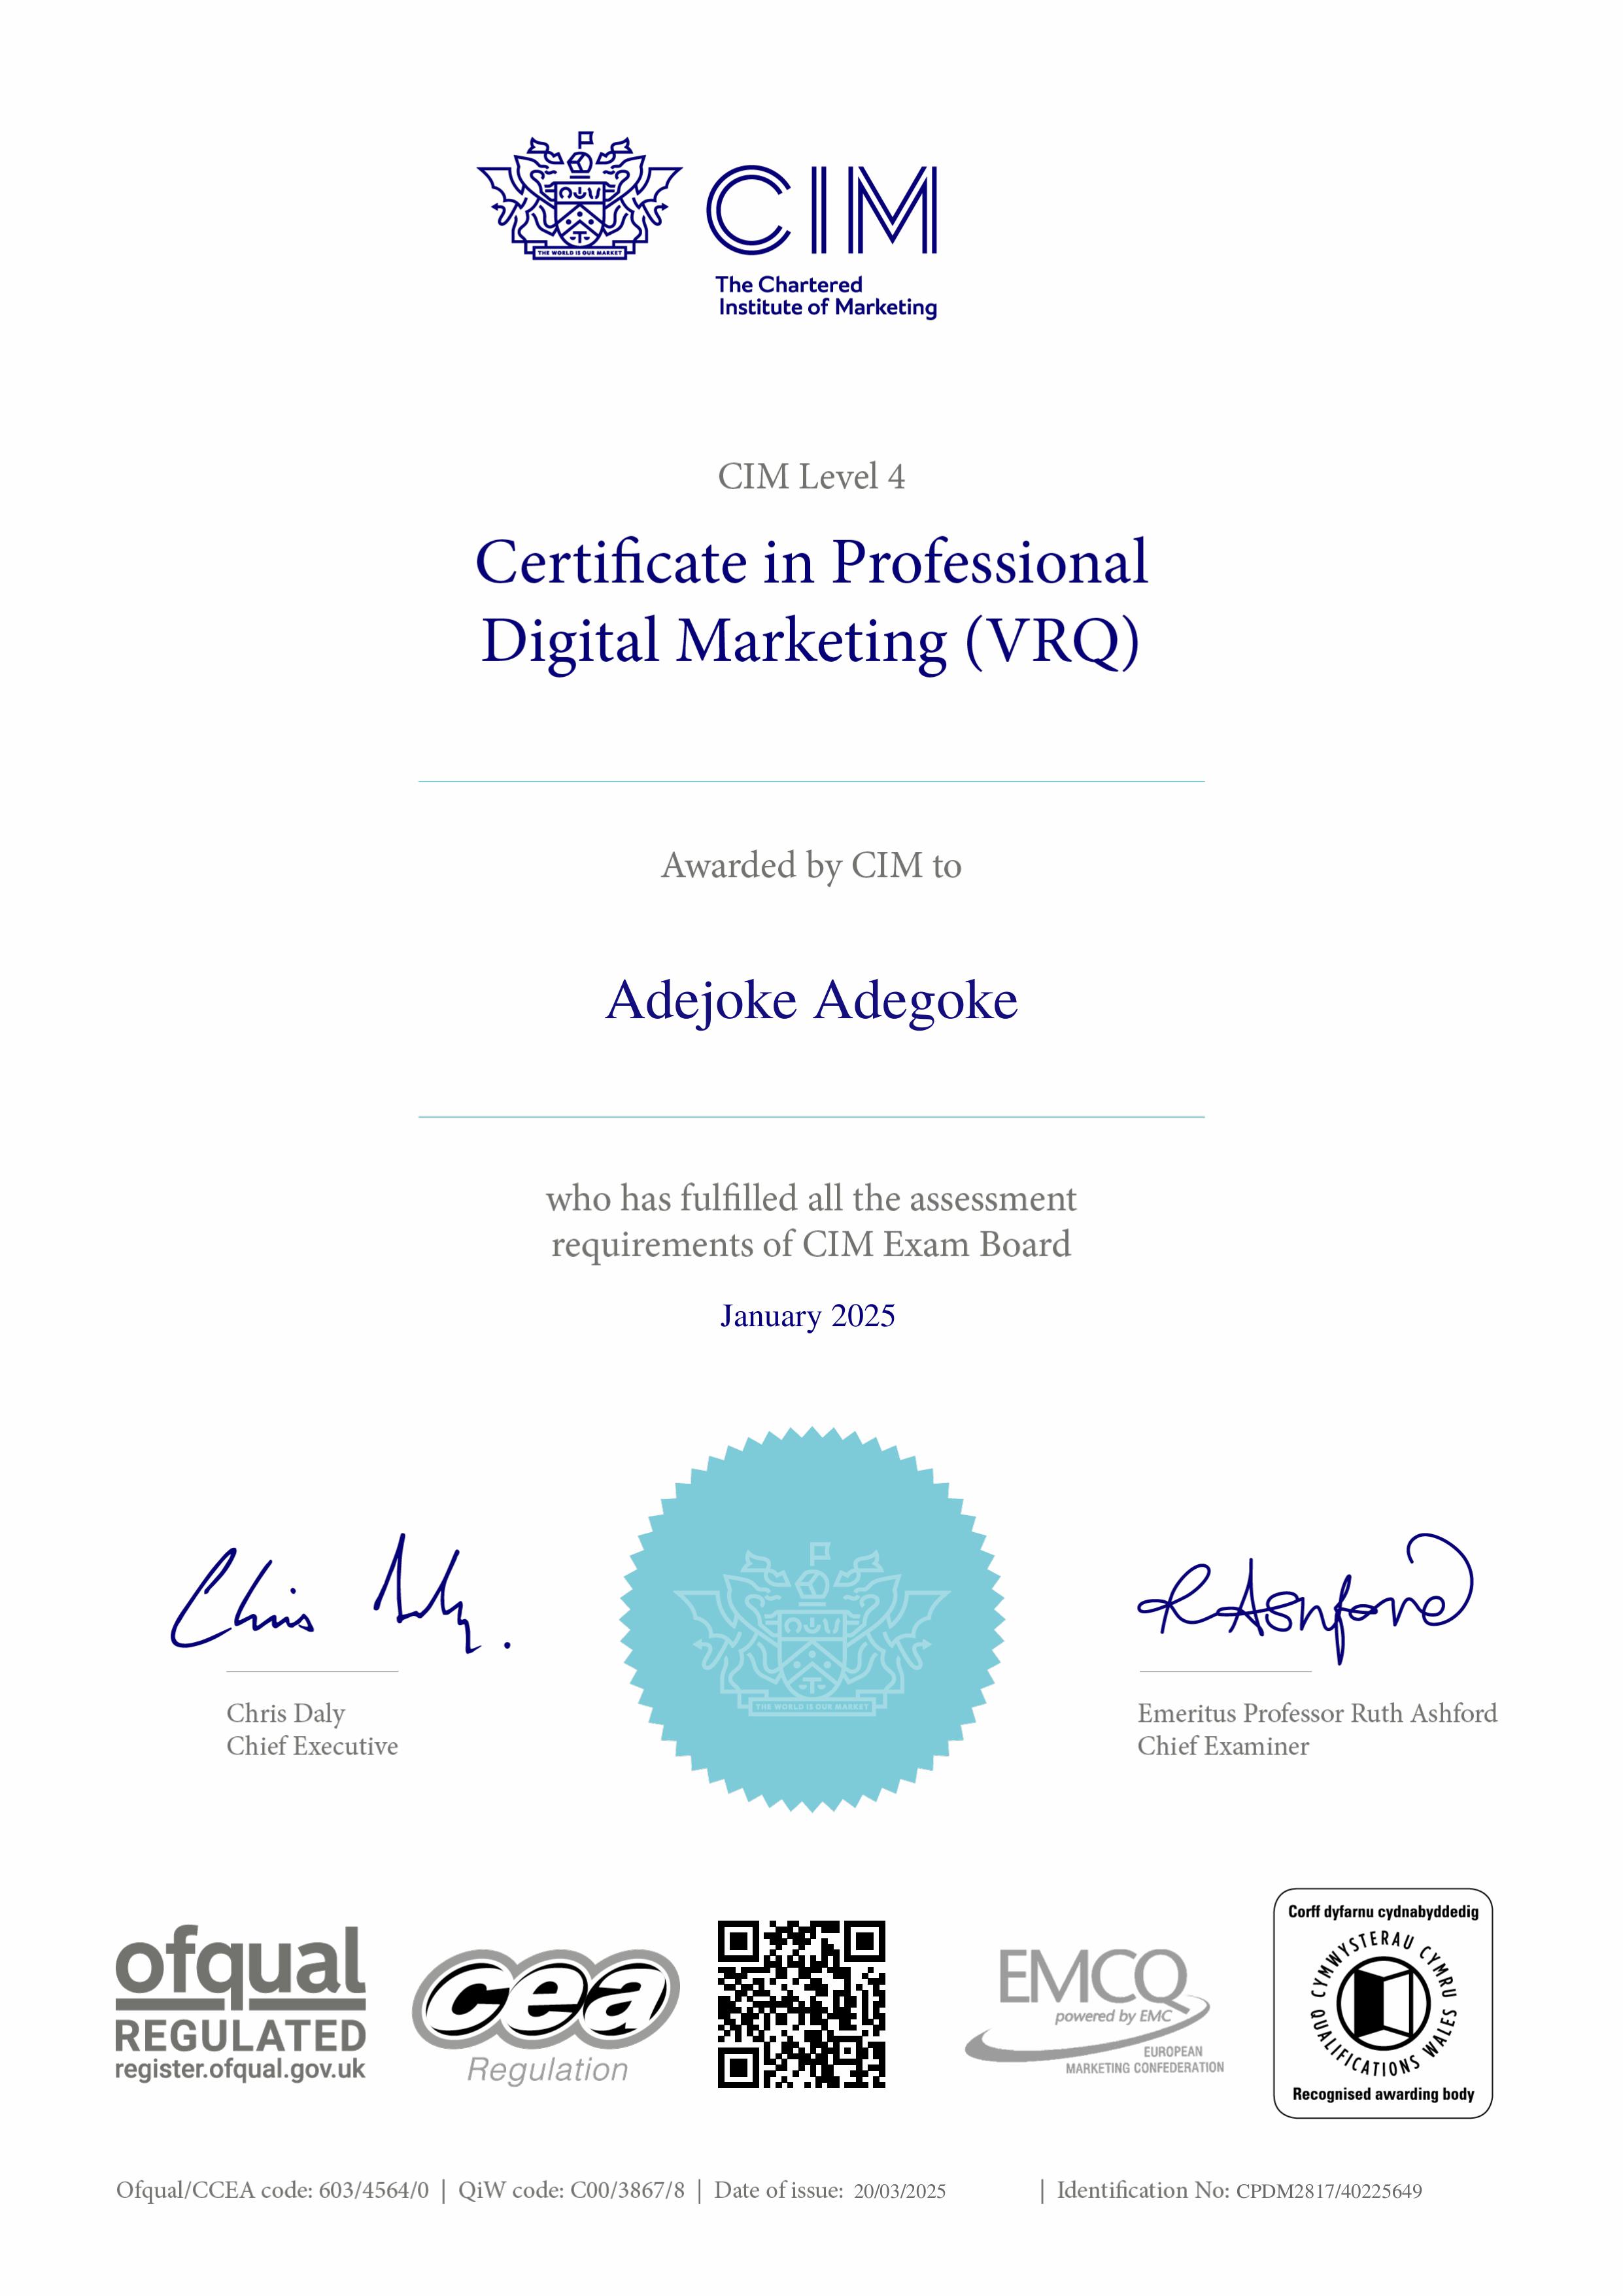 THE WORLD IS OUR MARKET
CIM
The Chartered
Institute of Marketing
CIM Level 4
Certificate in Professional
Digital Marketing (VRQ)
Awarded by CIM to
Adejoke Adegoke
who has fulfilled all the assessment
requirements of CIM Exam Board
January 2025
Chris Daly
THE WORLD IS OUR MARKET
R Ashford
Chris Daly
Chief Executive
Emeritus Professor Ruth Ashford
Chief Examiner
ofqual
REGULATED
register.ofqual.gov.uk
ccea
Regulation
EMCQ
powered by EMC
EUROPEAN
MARKETING CONFEDERATION
Corff dyfarnu cydnabyddedig
CYMWYSTERAU CYMRU
QUALIFICATIONS WALES
Recognised awarding body
Ofqual/CCEA code: 603/4564/0 | QiW code: C00/3867/8 | Date of issue: 20/03/2025 | Identification No: CPDM2817/40225649